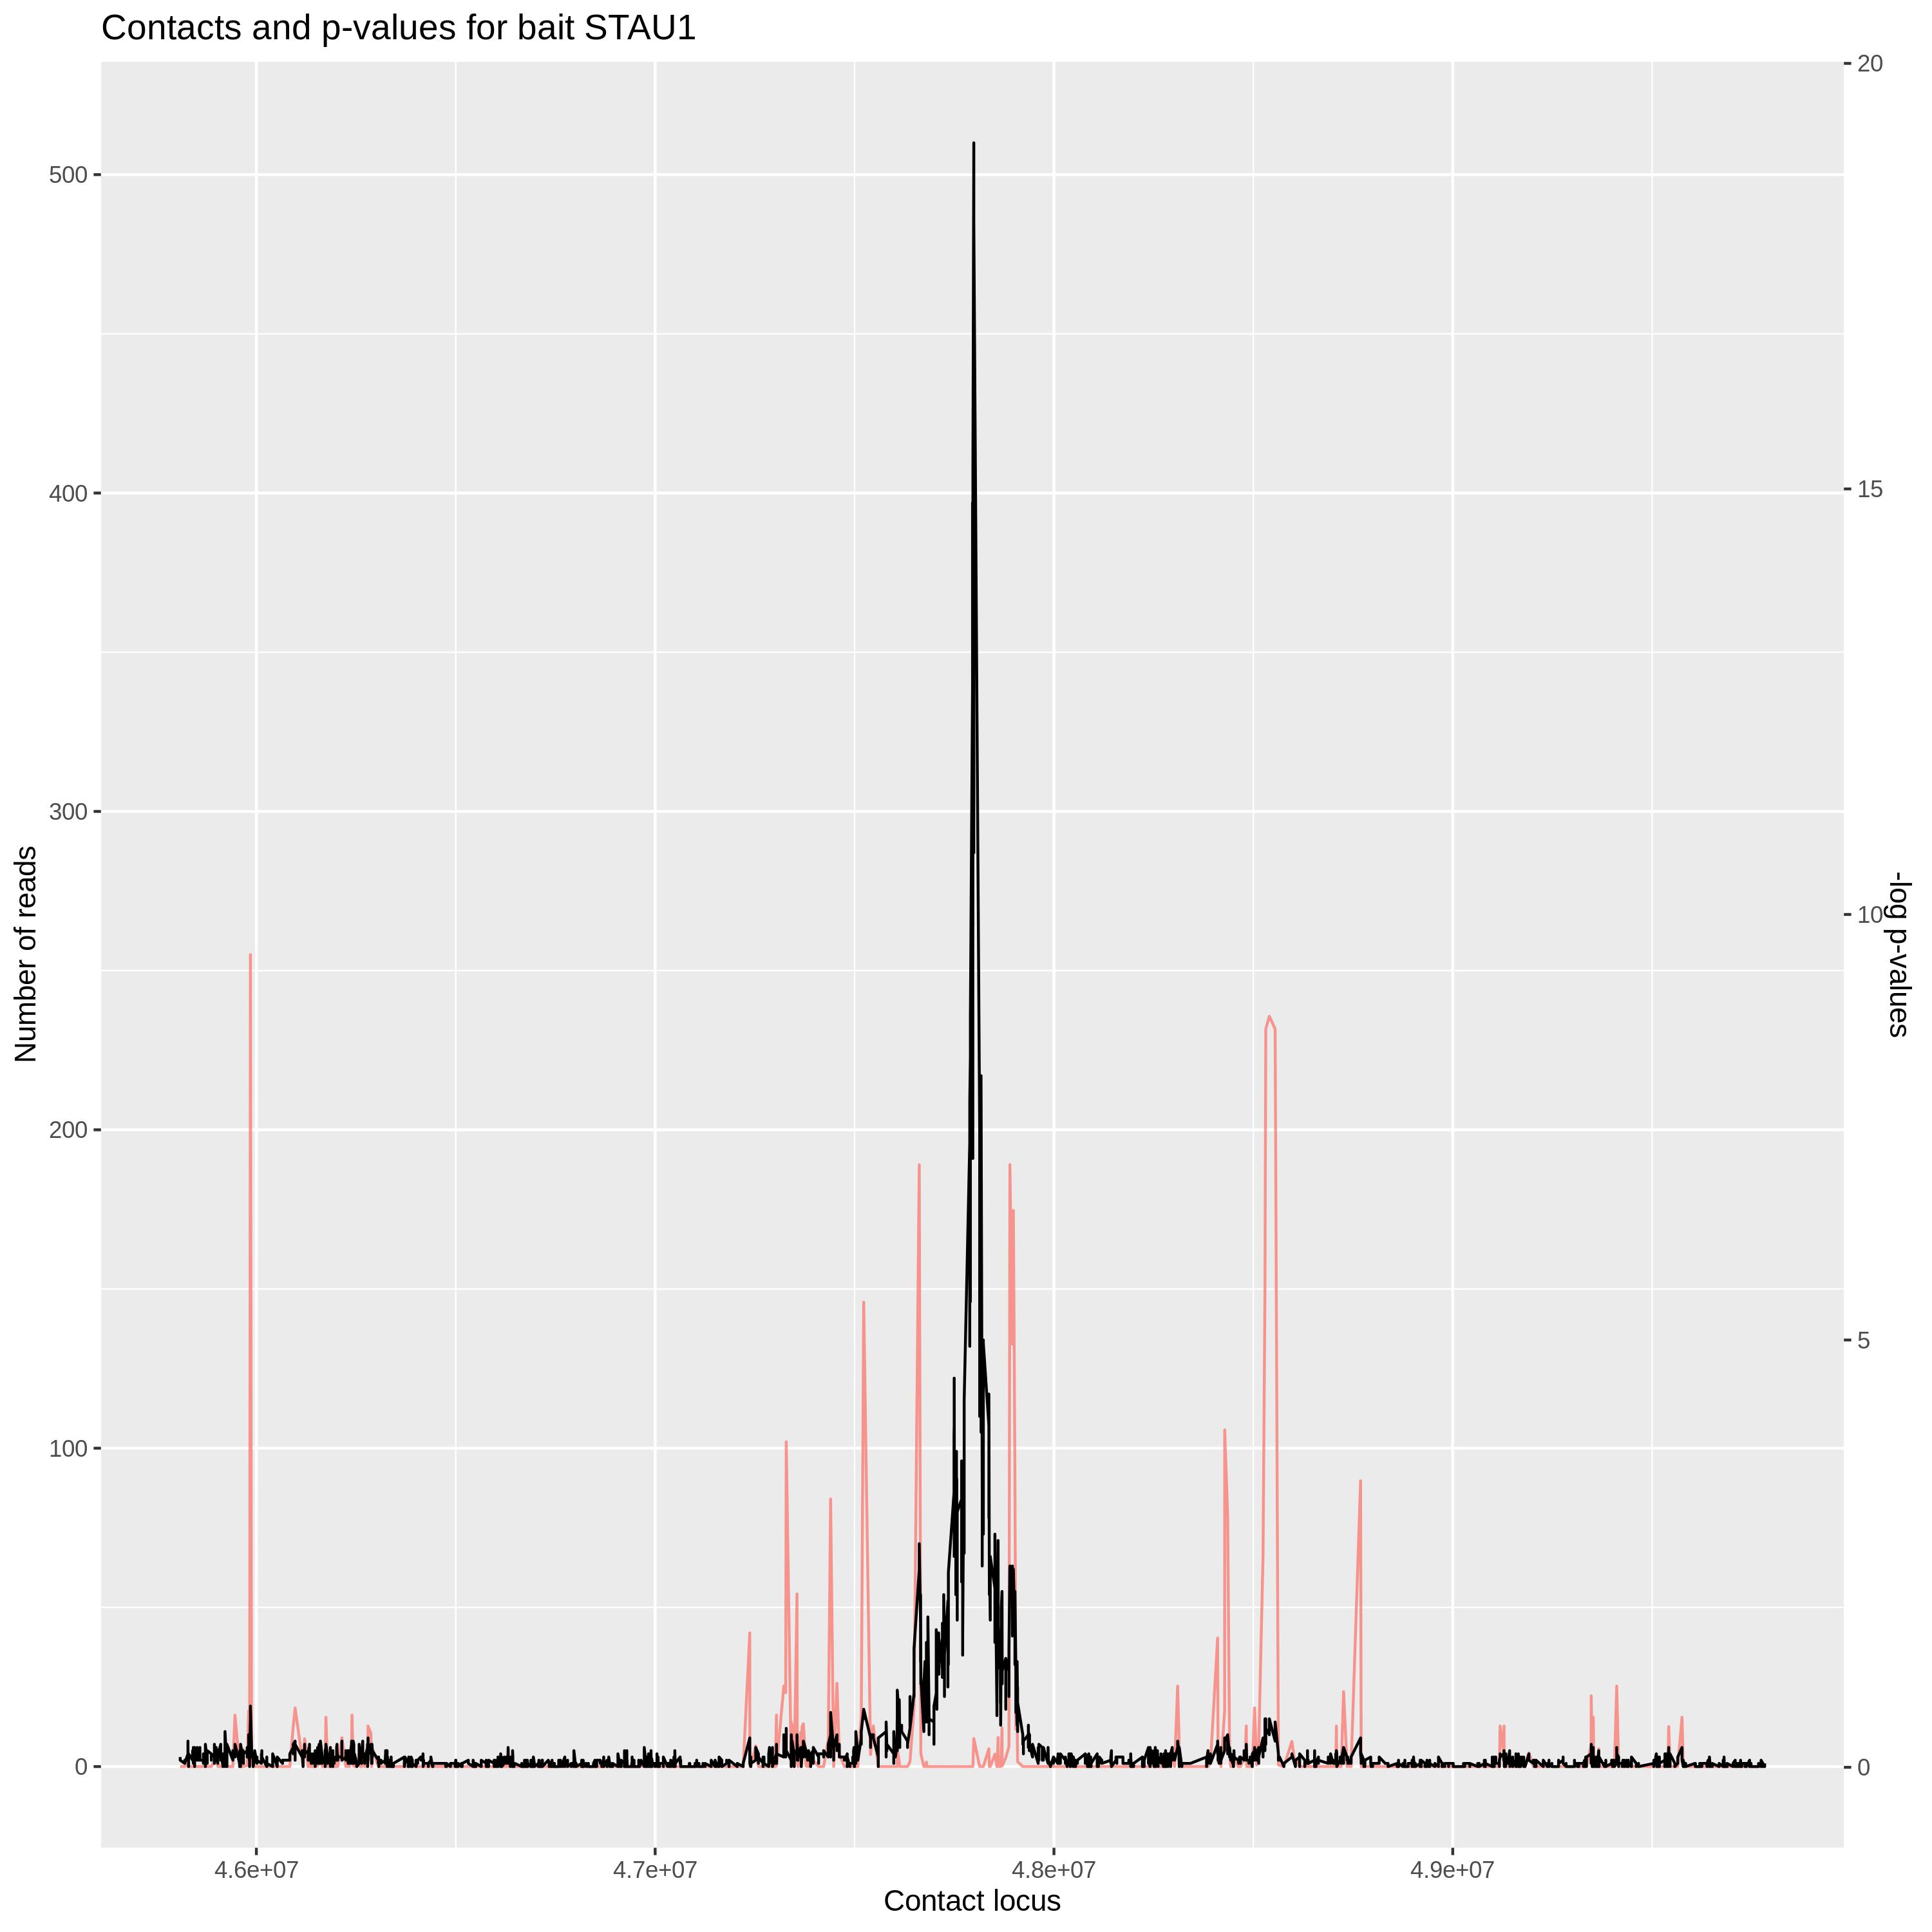 Contacts and p-values for bait STAU1
Number of reads
500
400
300
200
100
0
20
15
10
5
0
-log p-values
4.6e+07
4.7e+07
4.8e+07
4.9e+07
Contact locus